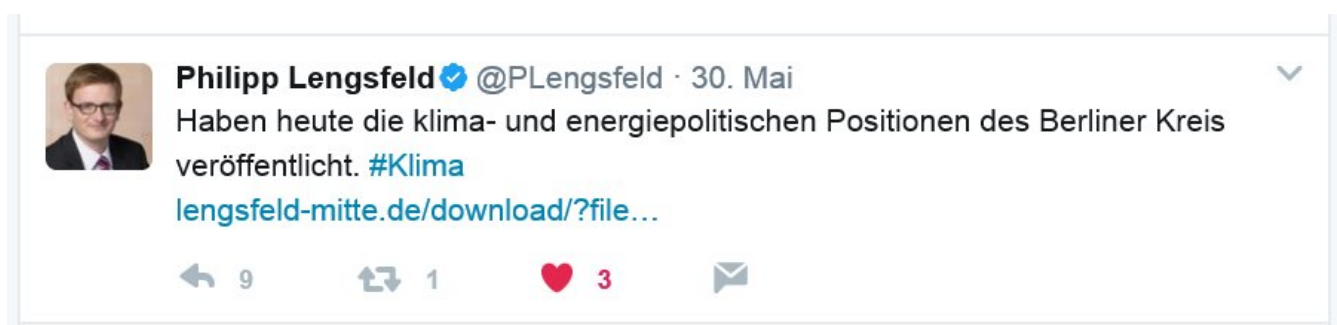 Philipp Lengsfeld @PLengsfeld · 30. Mai
Haben heute die klima- und energiepolitischen Positionen des Berliner Kreis
veröffentlicht. #Klima
lengsfeld-mitte.de/download/?file…
9 1 3